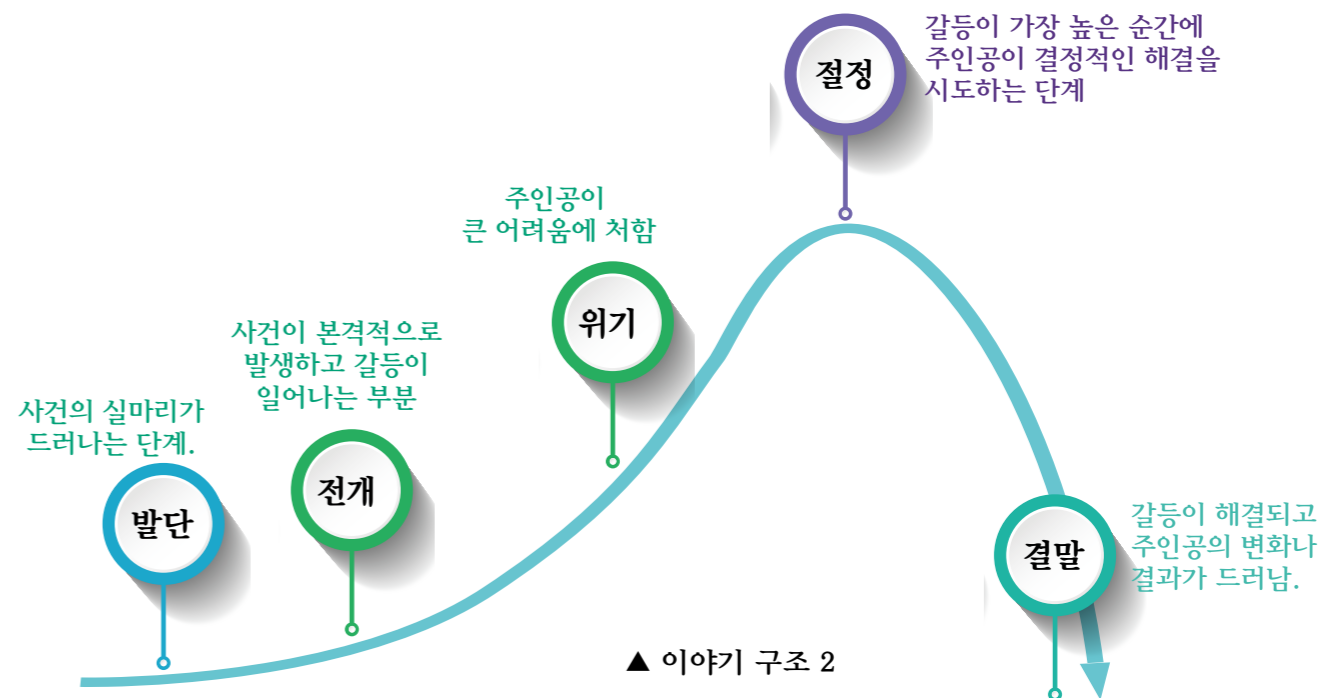 사건의 실마리가
드러나는 단계.
발단
사건이 본격적으로
발생하고 갈등이
일어나는 부분
전개
주인공이
큰 어려움에 처함
위기
절정
갈등이 가장 높은 순간에
주인공이 결정적인 해결을
시도하는 단계
결말
갈등이 해결되고
주인공의 변화나
결과가 드러남.
▲ 이야기 구조 2